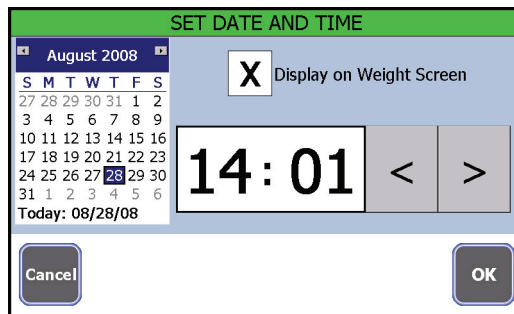 SET DATE AND TIME
August 2008
S M T W T F S
27 28 29 30 31 1 2
3 4 5 6 7 8 9
10 11 12 13 14 15 16
17 18 19 20 21 22 23
24 25 26 27 28 29 30
31 1 2 3 4 5 6
Today: 08/28/08
X Display on Weight Screen
14:01 < >
Cancel
OK